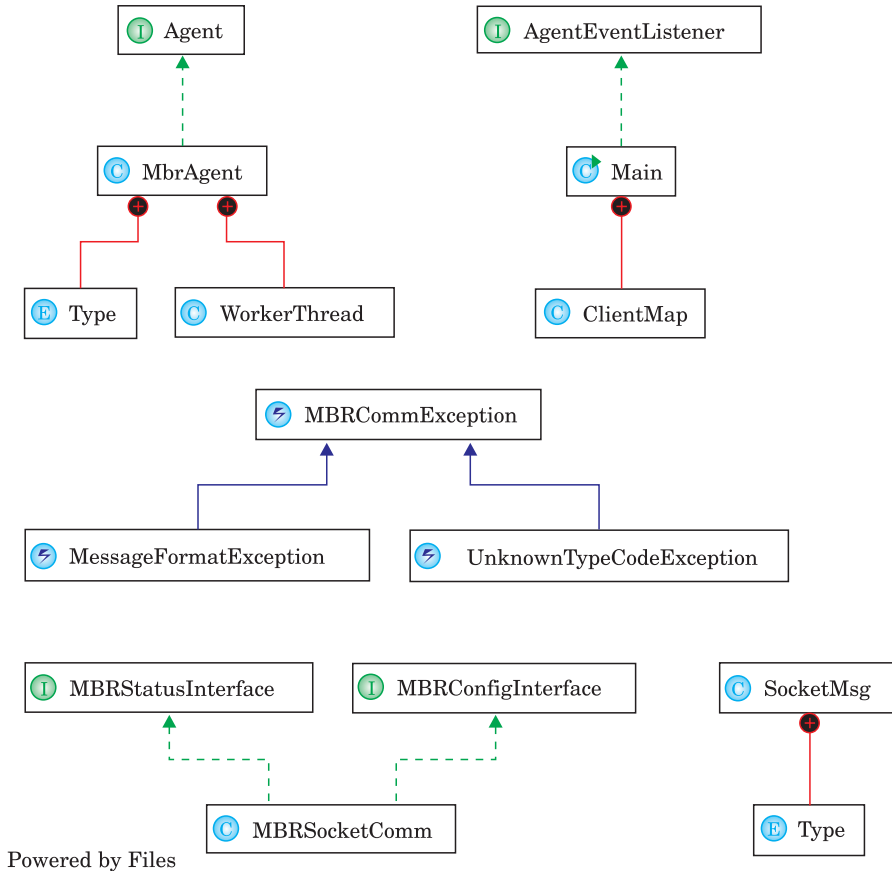 I Agent
I AgentEventListener
C MbrAgent
C Main
E Type
C WorkerThread
C ClientMap
MBRCommException
MessageFormatException
UnknownTypeCodeException
I MBRStatusInterface
I MBRConfigInterface
C SocketMsg
C MBRSocketComm
E Type
Powered by Files